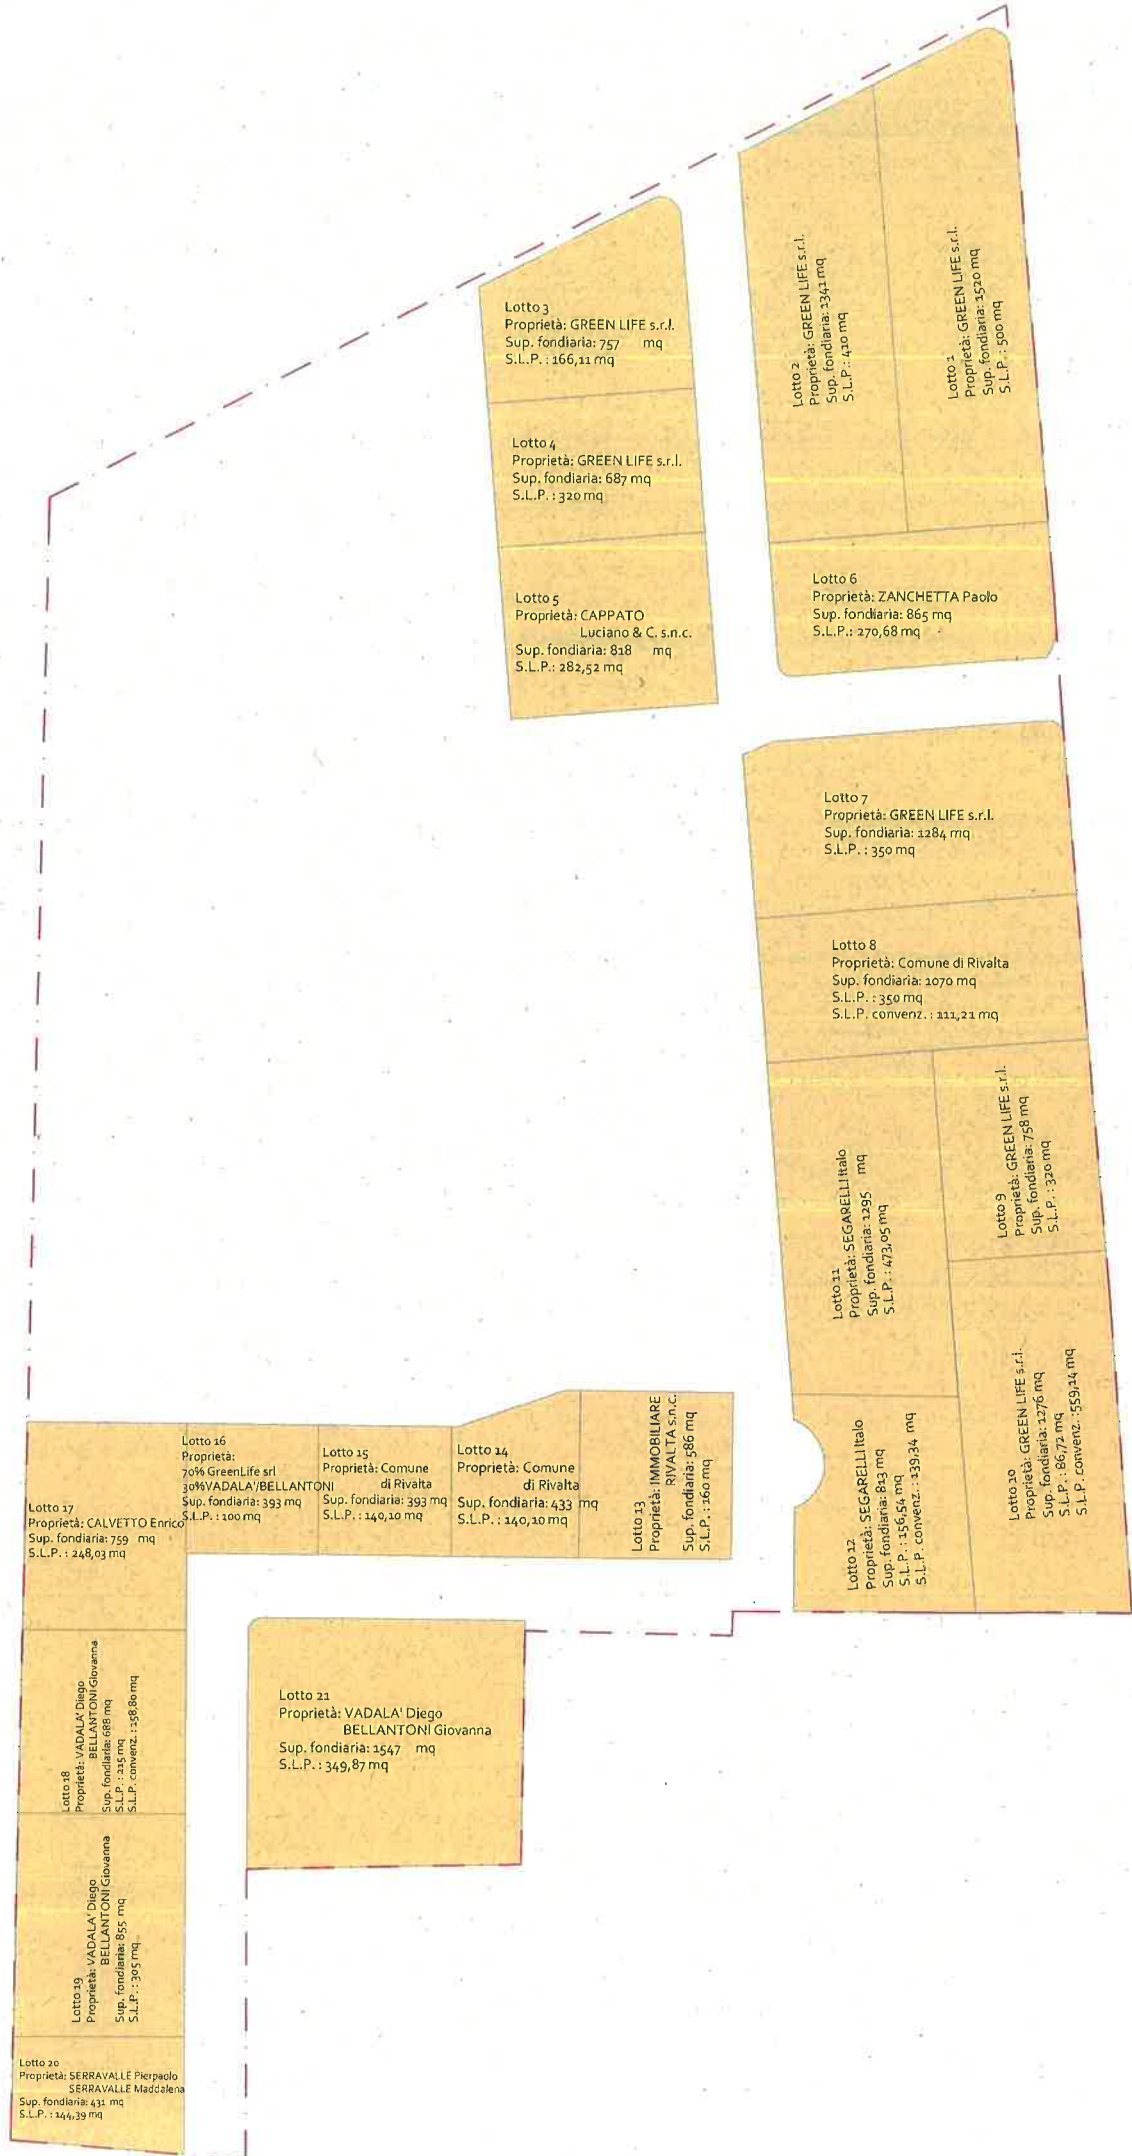 Lotto 1
Proprietà: GREEN LIFE s.r.l.
Sup. fondiaria: 1520 mq
S.L.P. : 500 mq
Lotto 2
Proprietà: GREEN LIFE s.r.l.
Sup. fondiaria: 1341 mq
S.L.P. : 410 mq
Lotto 3
Proprietà: GREEN LIFE s.r.l.
Sup. fondiaria: 757 mq
S.L.P. : 166,11 mq
Lotto 4
Proprietà: GREEN LIFE s.r.l.
Sup. fondiaria: 687 mq
S.L.P. : 320 mq
Lotto 5
Proprietà: CAPPATO
Luciano & C. s.n.c.
Sup. fondiaria: 818 mq
S.L.P.: 282,52 mq
Lotto 6
Proprietà: ZANCHETTA Paolo
Sup. fondiaria: 865 mq
S.L.P.: 270,68 mq
Lotto 7
Proprietà: GREEN LIFE s.r.l.
Sup. fondiaria: 1284 mq
S.L.P. : 350 mq
Lotto 8
Proprietà: Comune di Rivalta
Sup. fondiaria: 1070 mq
S.L.P. : 350 mq
S.L.P. convenz. : 111,21 mq
Lotto 9
Proprietà: GREEN LIFE s.r.l.
Sup. fondiaria: 758 mq
S.L.P. : 320 mq
Lotto 10
Proprietà: GREEN LIFE s.r.l.
Sup. fondiaria: 1276 mq
S.L.P. : 86,72 mq
S.L.P. convenz. :559,14 mq
Lotto 11
Proprietà: SEGARELLI Italo
Sup. fondiaria: 1295 mq
S.L.P. : 473,05 mq
Lotto 12
Proprietà: SEGARELLI Italo
Sup. fondiaria: 823 mq
S.L.P. : 156,54 mq
S.L.P. convenz. : 139,34 mq
Lotto 13
Proprietà: IMMOBILIARE
RIVALTA s.n.c.
Sup. fondiaria: 586 mq
S.L.P. : 160 mq
Lotto 14
Proprietà: Comune
di Rivalta
Sup. fondiaria: 433 mq
S.L.P. : 140,10 mq
Lotto 15
Proprietà: Comune
di Rivalta
Sup. fondiaria: 393 mq
S.L.P. : 140,10 mq
Lotto 16
Proprietà:
70% GreenLife srl
30%VADALA'/BELLANTONI
Sup. fondiaria: 393 mq
S.L.P. : 100 mq
Lotto 17
Proprietà: CALVETTO Enrico
Sup. fondiaria: 759 mq
S.L.P. : 248,03 mq
Lotto 18
Proprietà: VADALA' Diego
BELLANTONI Giovanna
Sup. fondiaria: 688 mq
S.L.P. : 215 mq
S.L.P. convenz. : 158,80 mq
Lotto 19
Proprietà: VADALA' Diego
BELLANTONI Giovanna
Sup. fondiaria: 855 mq
S.L.P. : 305 mq
Lotto 20
Proprietà: SERRAVALLE Pierpaolo
SERRAVALLE Maddalena
Sup. fondiaria: 431 mq
S.L.P. : 144,39 mq
Lotto 21
Proprietà: VADALA' Diego
BELLANTONI Giovanna
Sup. fondiaria: 1547 mq
S.L.P. : 349,87 mq